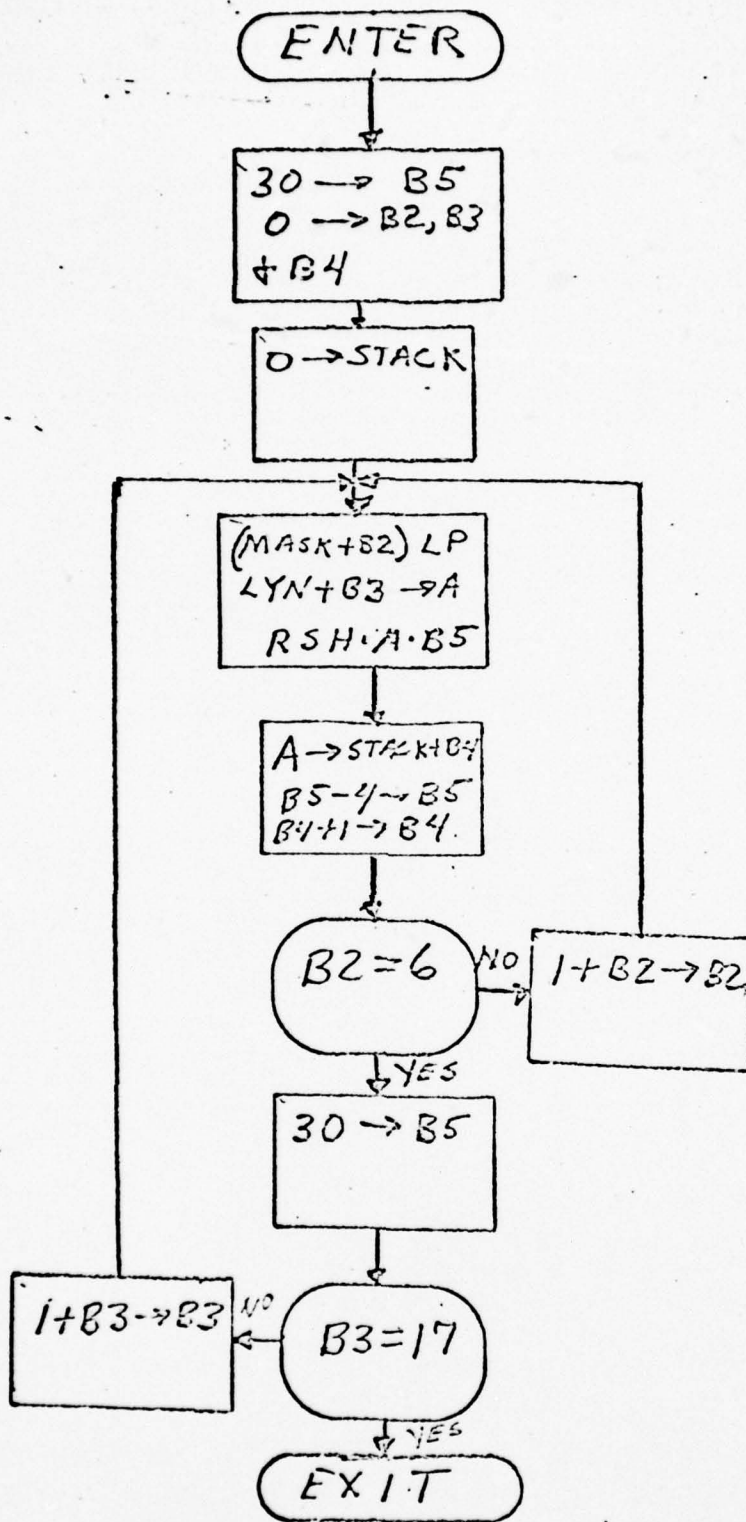 ENTER
30 → B5
0 → B2, B3
+ B4
0 → STACK
(MASK+B2) LP
LYN+B3 → A
RSH·A·B5
A → STACK+B4
B5-4 → B5
B4+1 → B4.
B2=6
NO
1+B2 → B2
YES
30 → B5
1+B3 → B3
NO
B3=17
YES
EXIT